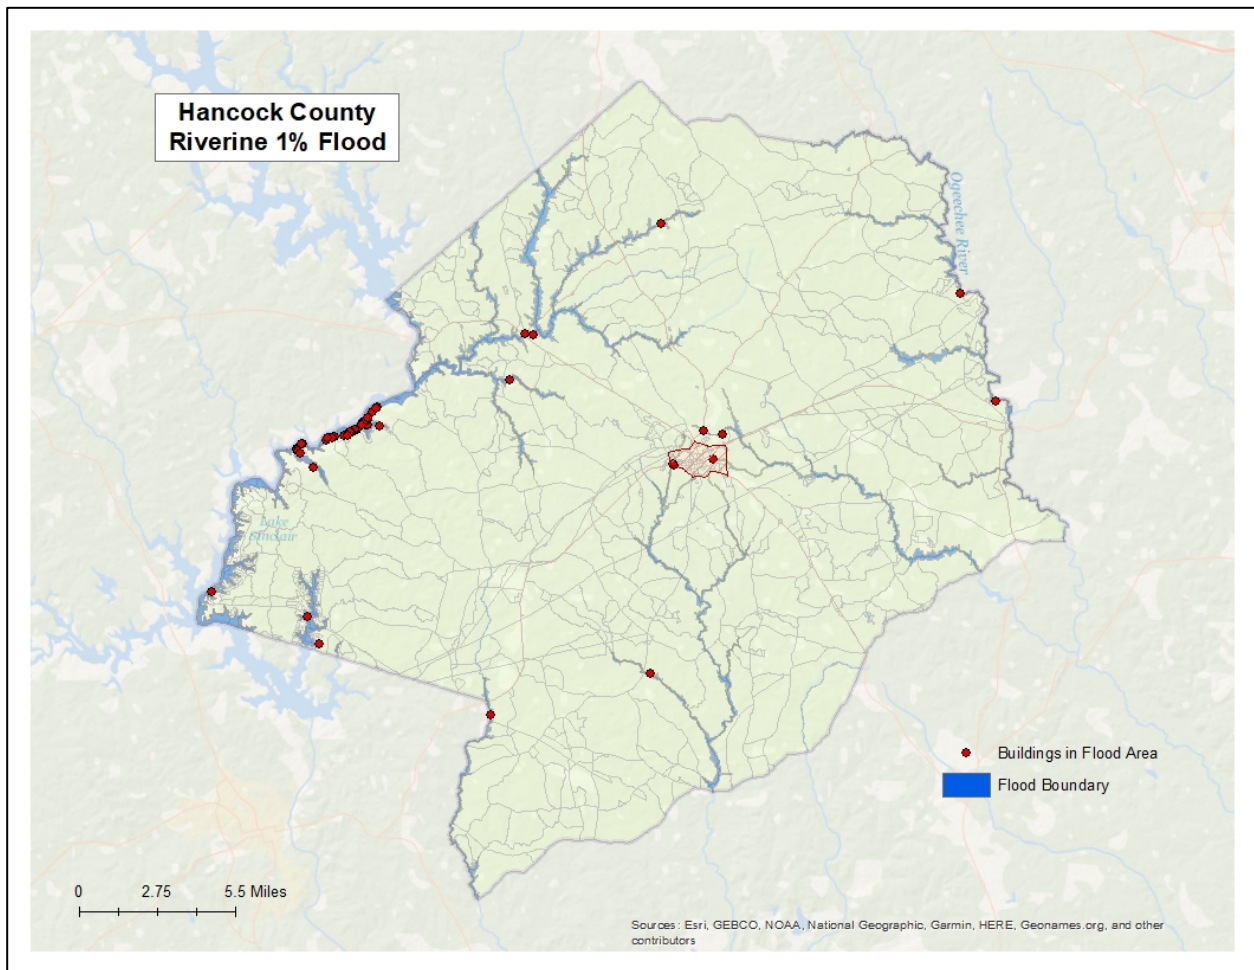 Hancock County
Riverine 1% Flood
Ogeechee River
Lake
Sinclair
Buildings in Flood Area
Flood Boundary
0 2.75 5.5 Miles
Sources: Esri, GEBCO, NOAA, National Geographic, Garmin, HERE, Geonames.org, and other
contributors